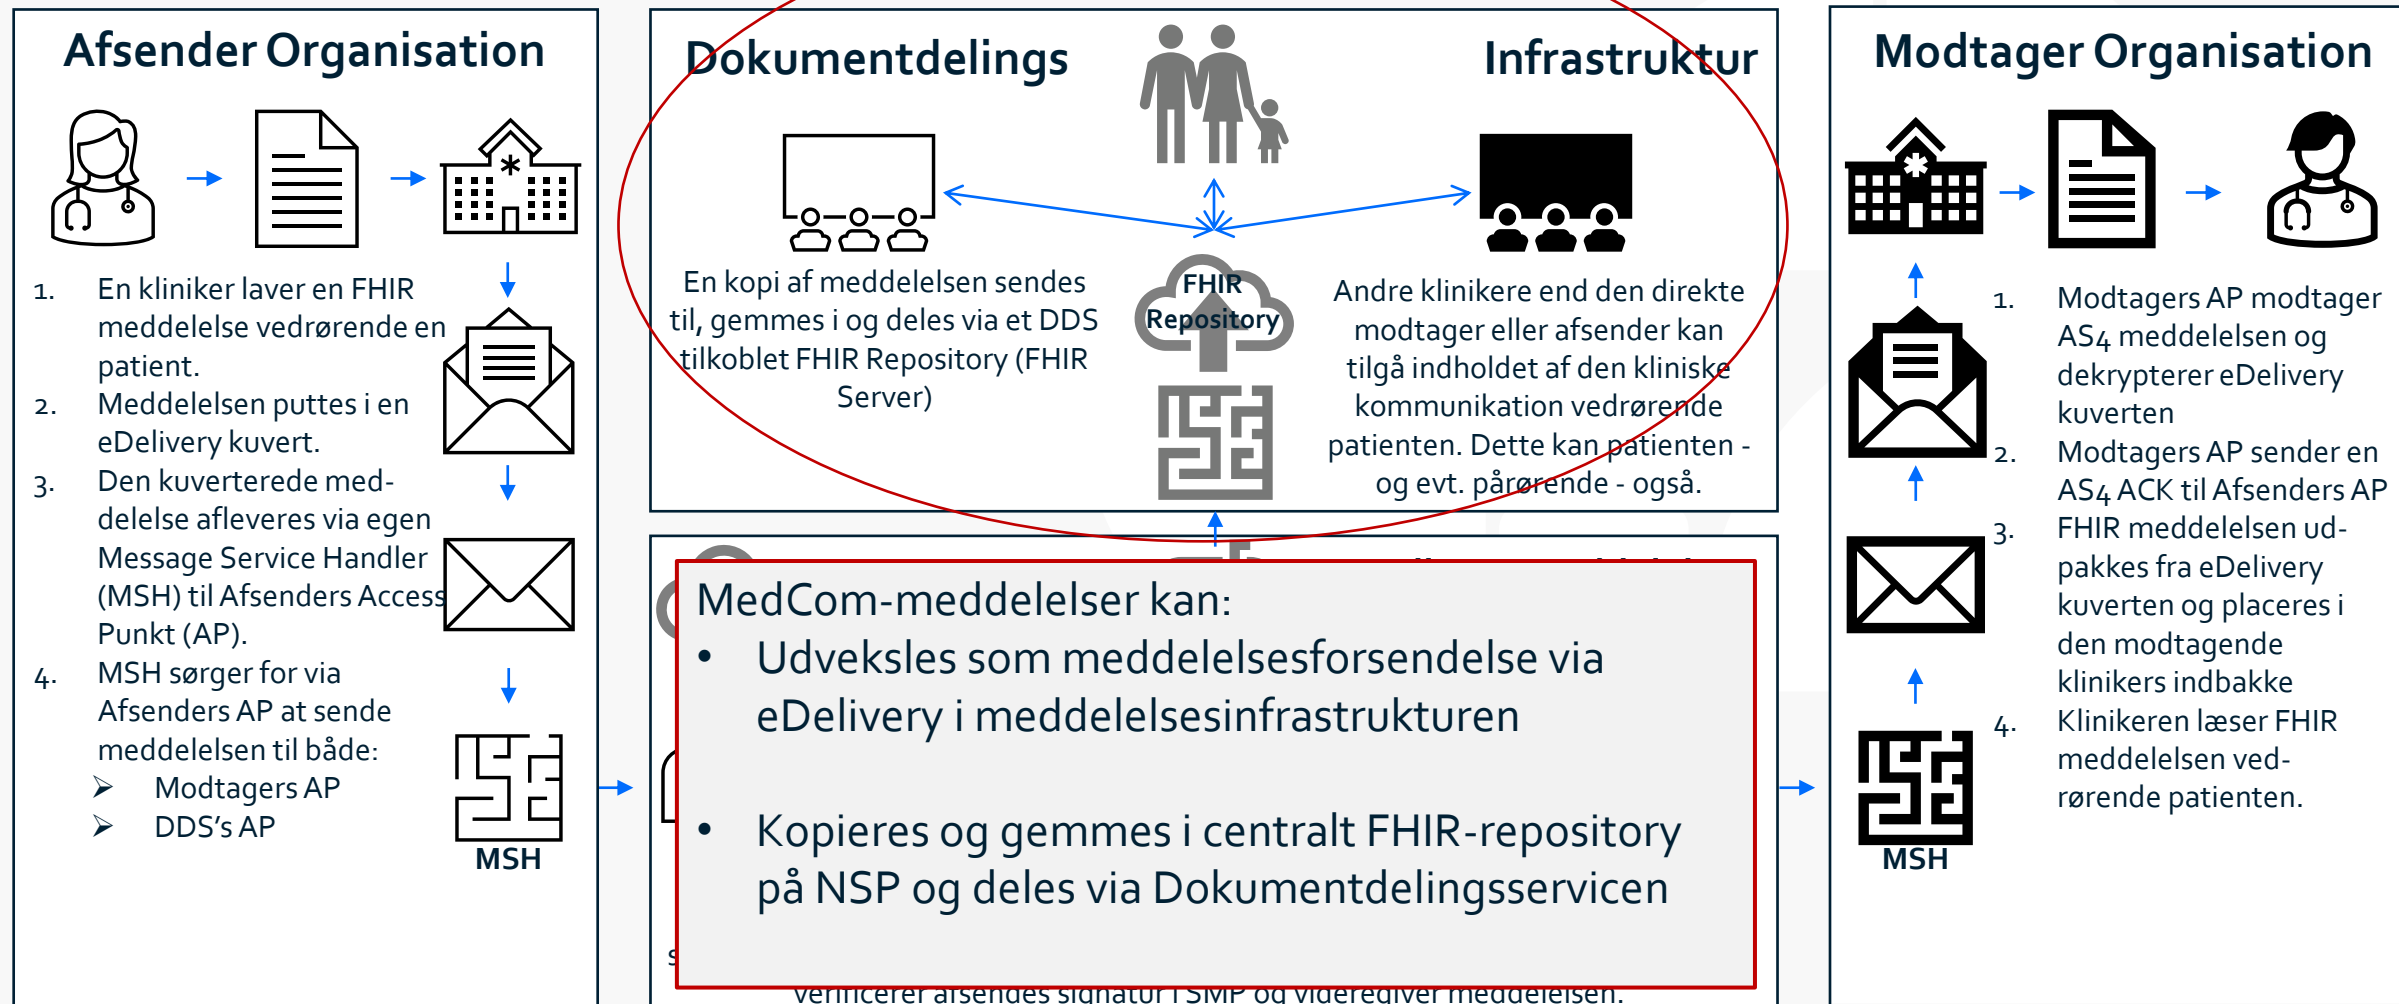 Afsender Organisation
1. En kliniker laver en FHIR
meddelelse vedrørende en
patient.
2. Meddelelsen puttes i en
eDelivery kuvert.
3. Den kuverterede med-
delelse afleveres via egen
Message Service Handler
(MSH) til Afsenders Access
Punkt (AP).
4. MSH sørger for via
Afsenders AP at sende
meddelelsen til både:
➢ Modtagers AP
➢ DDS's AP
MSH
Dokumentdelings Infrastruktur
En kopi af meddelelsen sendes
til, gemmes i og deles via et DDS
tilkoblet FHIR Repository (FHIR
Server)
FHIR
Repository
Andre klinikere end den direkte
modtager eller afsender kan
tilgå indholdet af den kliniske
kommunikation vedrørende
patienten. Dette kan patienten -
og evt. pårørende - også.
MedCom-meddelelser kan:
• Udveksles som meddelelsesforsendelse via
eDelivery i meddelelsesinfrastrukturen
• Kopieres og gemmes i centralt FHIR-repository
på NSP og deles via Dokumentdelingsservicen
verificerer afsendes signatur i SMP og videregiver meddelelsen.
Modtager Organisation
1. Modtagers AP modtager
AS4 meddelelsen og
dekrypterer eDelivery
kuverten
2. Modtagers AP sender en
AS4 ACK til Afsenders AP
3. FHIR meddelelsen ud-
pakkes fra eDelivery
kuverten og placeres i
den modtagende
klinikers indbakke
4. Klinikeren læser FHIR
meddelelsen ved-
rørende patienten.
MSH